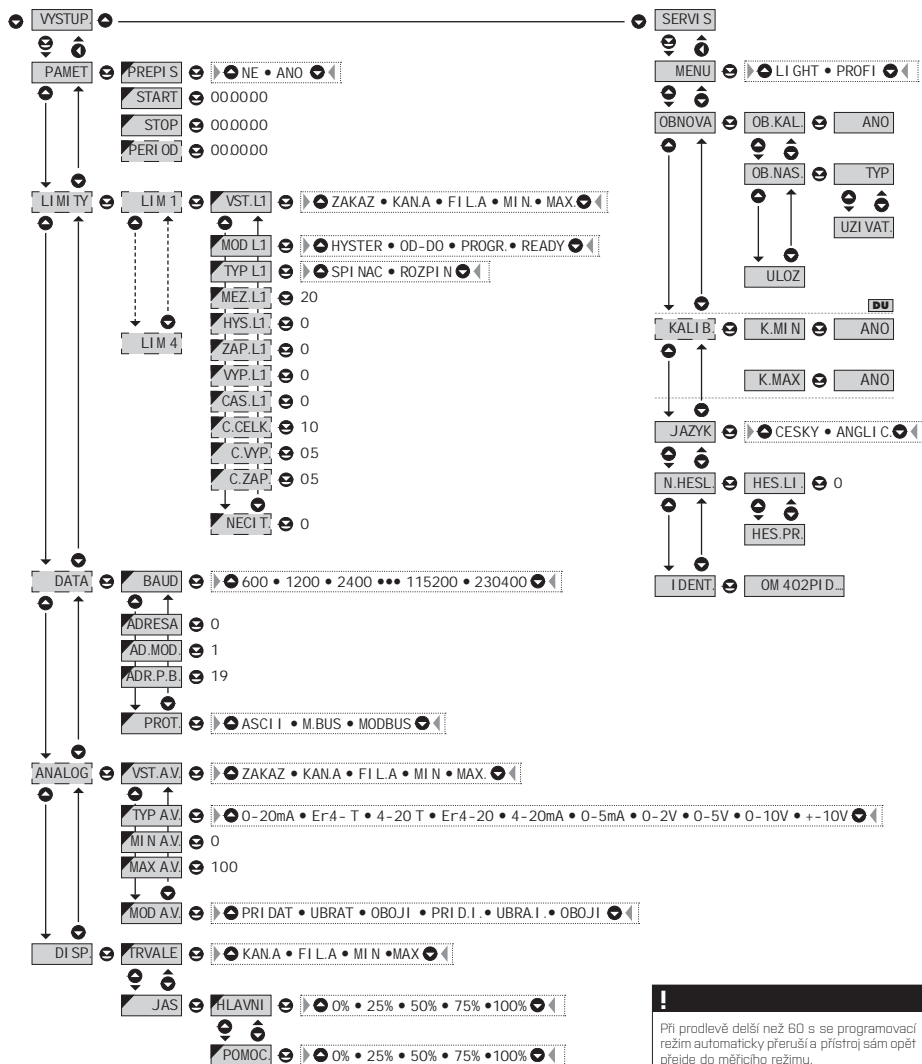 VYSTUP.
PAMET PREPIS NE • ANO
START 00.00.00
STOP 00.00.00
PERIOD 00.00.00
LIMITY LIM 1 VST.L1 ZAKAZ • KAN.A • FIL.A • MIN. • MAX.
MOD L1 HYSTER • OD-DO • PROGR. • READY
TYP L1 SPINAC • ROZPIN
MEZ.L1 20
LIM 4 HYS.L1 0
ZAP.L1 0
VYP.L1 0
CAS.L1 0
C.CELK. 10
C.VYP. 05
C.ZAP. 05
NECIT. 0
DATA BAUD 600 • 1200 • 2400 ••• 115200 • 230400
ADRESA 0
AD.MOD. 1
ADR.P.B. 19
PROT. ASCII • M.BUS • MODBUS
ANALOG VST.A.V. ZAKAZ • KAN.A • FIL.A • MIN • MAX.
TYP A.V. 0-20mA • Er4- T • 4-20 T • Er4-20 • 4-20mA • 0-5mA • 0-2V • 0-5V • 0-10V • +-10V
MIN A.V. 0
MAX A.V. 100
MOD A.V. PRIDAT • UBRAT • OBOJI • PRID.I. • UBRA.I. • OBOJI
DISP. TRVALE KAN.A • FIL.A • MIN •MAX
JAS HLAVNI 0% • 25% • 50% • 75% •100%
POMOC. 0% • 25% • 50% • 75% •100%
SERVIS
MENU LIGHT • PROFI
OBNOVA OB.KAL. ANO
OB.NAS. TYP
UZIVAT.
ULOZ
DU
KALIB. K.MIN ANO
K.MAX ANO
JAZYK CESKY • ANGLIC.
N.HESL. HES.LI. 0
HES.PR.
IDENT. OM 402PID...
!
Při prodlevě delší než 60 s se programovací
režim automaticky přeruší a přístroj sám opět
přejde do měřicího režimu.